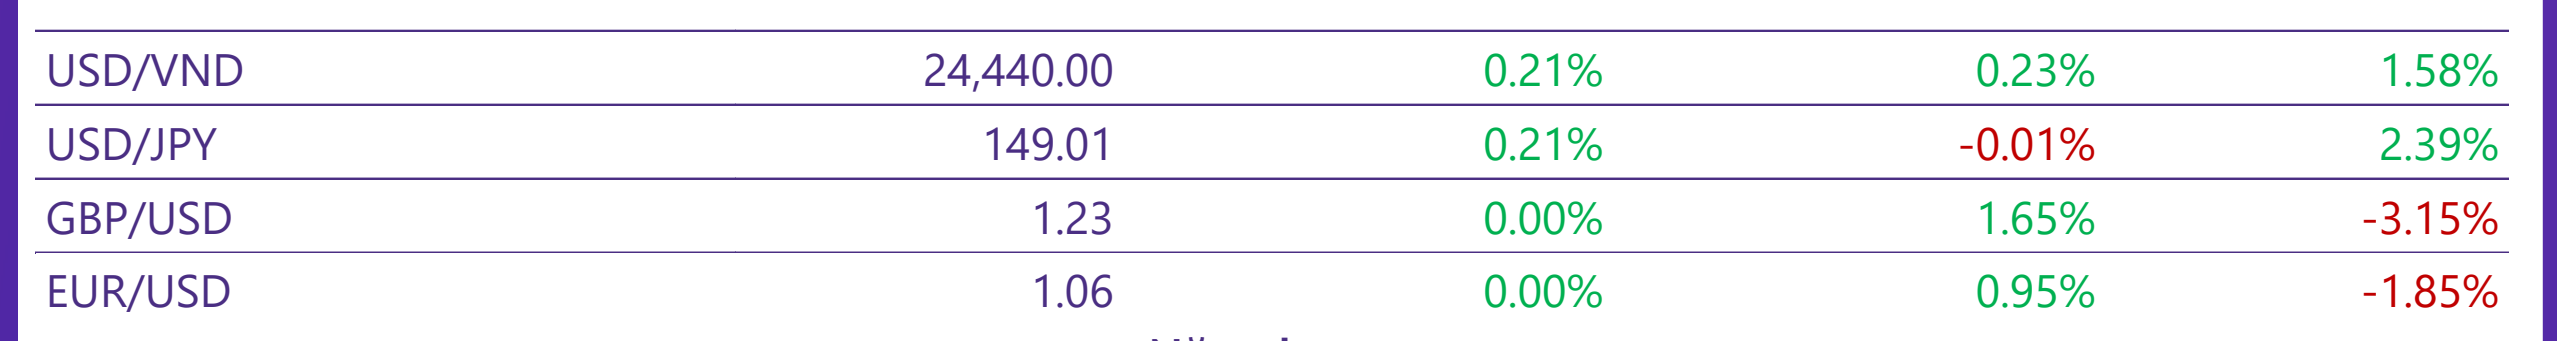 USD/VND 24,440.00 0.21% 0.23% 1.58%
USD/JPY 149.01 0.21% -0.01% 2.39%
GBP/USD 1.23 0.00% 1.65% -3.15%
EUR/USD 1.06 0.00% 0.95% -1.85%